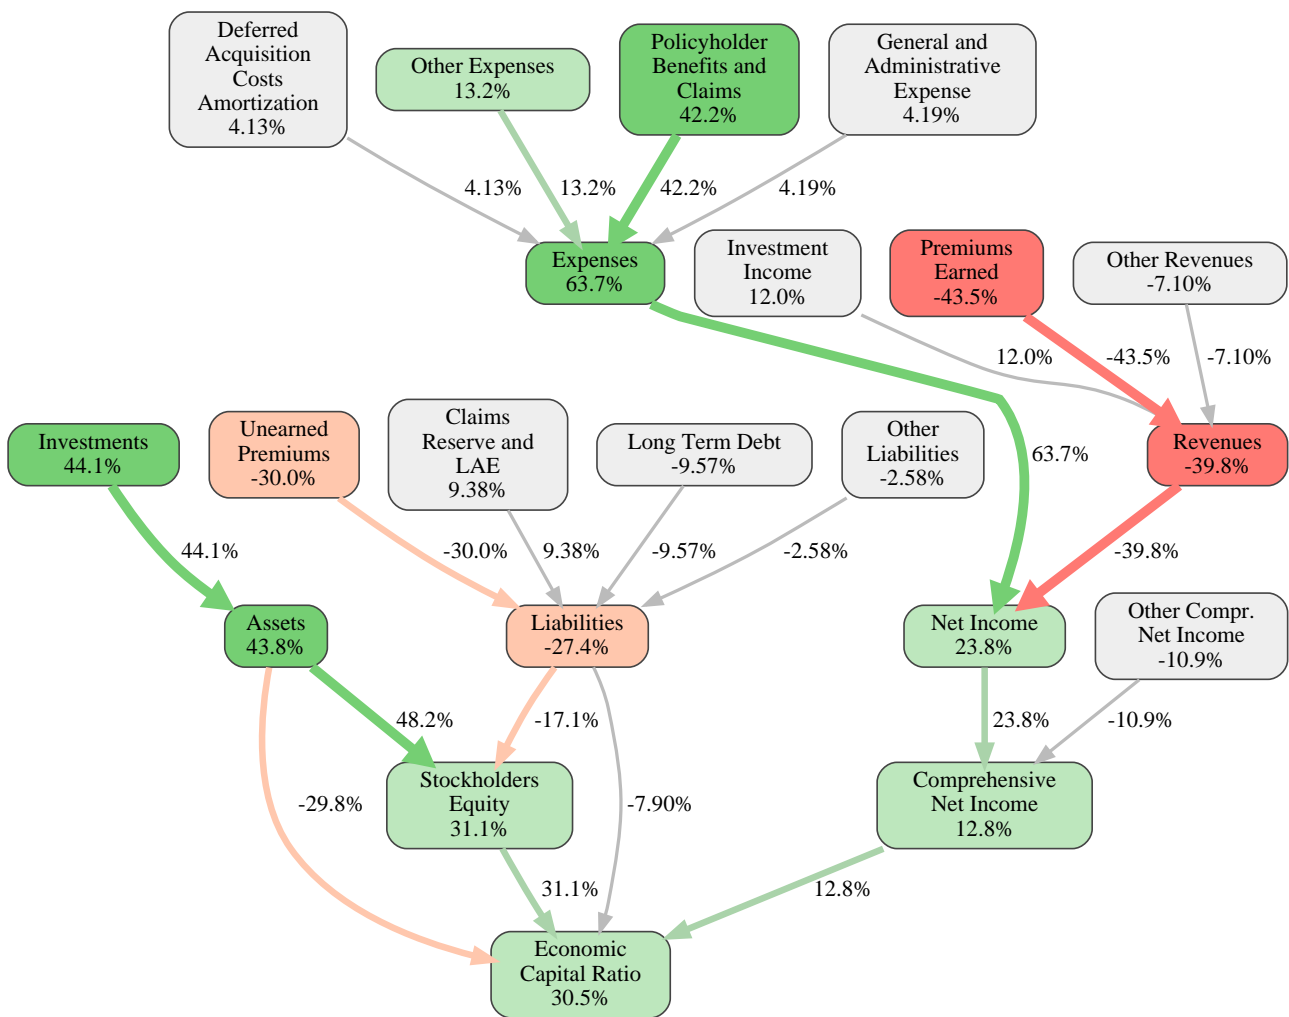 Deferred
Acquisition
Costs
Amortization
4.13%
Other Expenses
13.2%
Policyholder
Benefits and
Claims
42.2%
General and
Administrative
Expense
4.19%
4.13%
13.2%
42.2%
4.19%
Expenses
63.7%
Investment
Income
12.0%
Premiums
Earned
-43.5%
Other Revenues
-7.10%
12.0%
-43.5%
-7.10%
Investments
44.1%
Unearned
Premiums
-30.0%
Claims
Reserve and
LAE
9.38%
Long Term Debt
-9.57%
Other
Liabilities
-2.58%
63.7%
Revenues
-39.8%
44.1%
-30.0%
9.38%
-9.57%
-2.58%
-39.8%
Assets
43.8%
Liabilities
-27.4%
Net Income
23.8%
Other Compr.
Net Income
-10.9%
48.2%
-17.1%
23.8%
-10.9%
-29.8%
Stockholders
Equity
31.1%
-7.90%
Comprehensive
Net Income
12.8%
31.1%
12.8%
Economic
Capital Ratio
30.5%